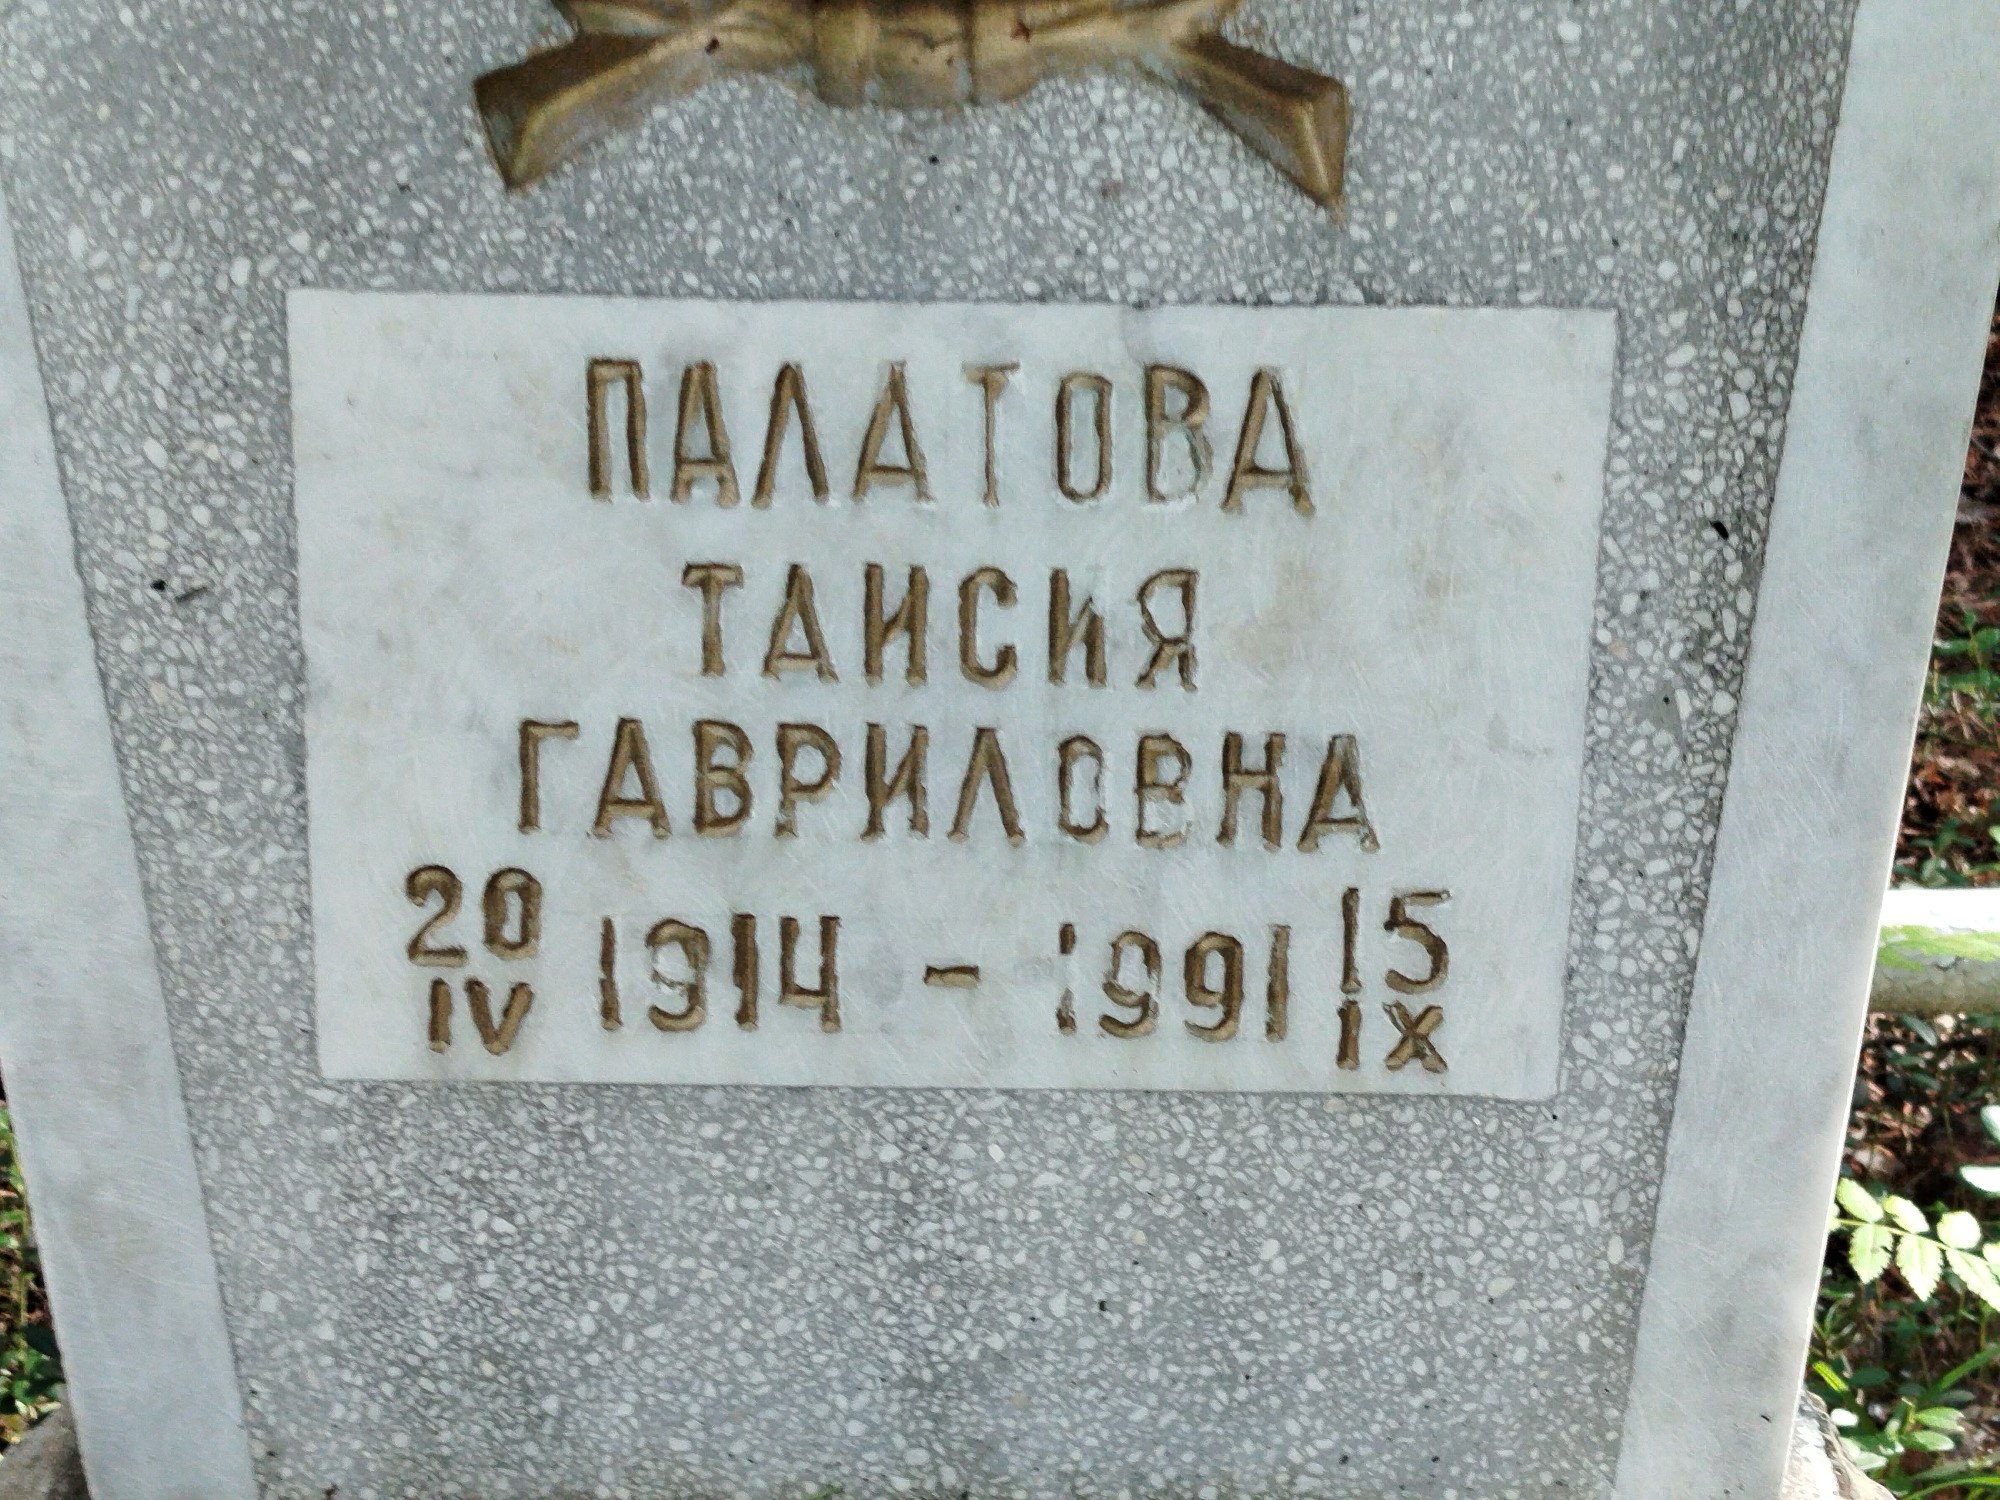 ПАЛАТОВА
ТАИСИЯ
ГАВРИЛОВНА
20 IV 1914 - 1991 15 IX